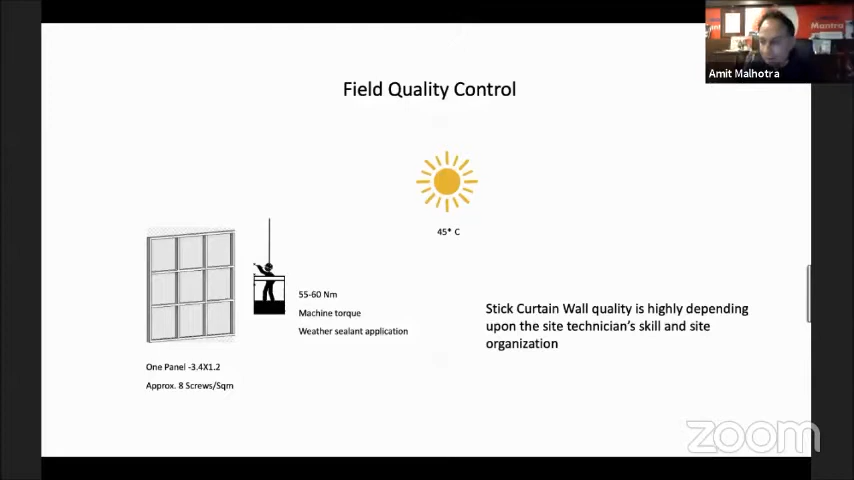 Mantra
Amit Malhotra
Field Quality Control
45° C
55-60 Nm
Machine torque
Weather sealant application
Stick Curtain Wall quality is highly depending
upon the site technician's skill and site
organization
One Panel -3.4X1.2
Approx. 8 Screws/Sqm
zoom